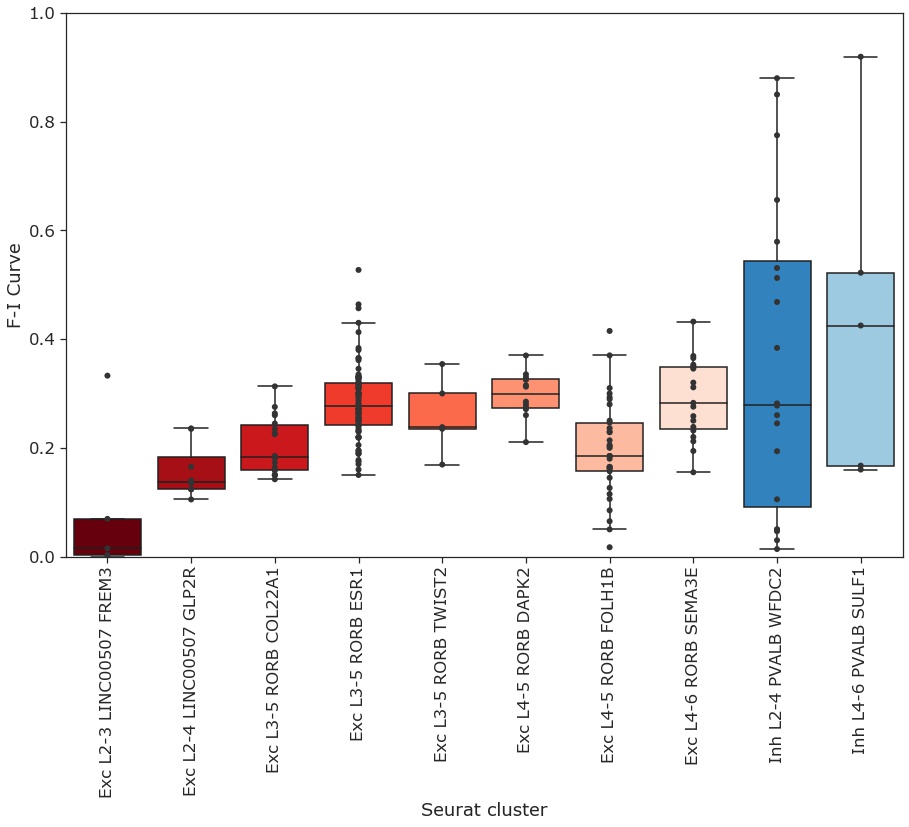 1.0
0.8
0.6
0.4
0.2
0.0
F-I Curve
Exc L2-3 LINC00507 FREM3
Exc L2-4 LINC00507 GLP2R
Exc L3-5 RORB COL22A1
Exc L3-5 RORB ESR1
Exc L3-5 RORB TWIST2
Exc L4-5 RORB DAPK2
Exc L4-5 RORB FOLH1B
Exc L4-6 RORB SEMA3E
Inh L2-4 PVALB WFDC2
Inh L4-6 PVALB SULF1
Seurat cluster